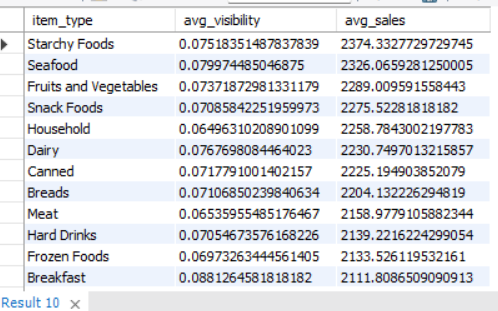 item_type avg_visibility avg_sales
Starchy Foods 0.07518351487837839 2374.3327729729745
Seafood 0.079974485046875 2326.0659281250005
Fruits and Vegetables 0.07371872981331179 2289.009591558443
Snack Foods 0.07085842251959973 2275.52281818182
Household 0.06496310208901099 2258.7843002197783
Dairy 0.0767698084464023 2230.7497013215857
Canned 0.0717791001402157 2225.194903852079
Breads 0.07106850239840634 2204.132226294819
Meat 0.06535955485176467 2158.9779105882344
Hard Drinks 0.07054673576168226 2139.2216224299054
Frozen Foods 0.06973263444561405 2133.526119532161
Breakfast 0.0881264581818182 2111.8086509090913
Result 10